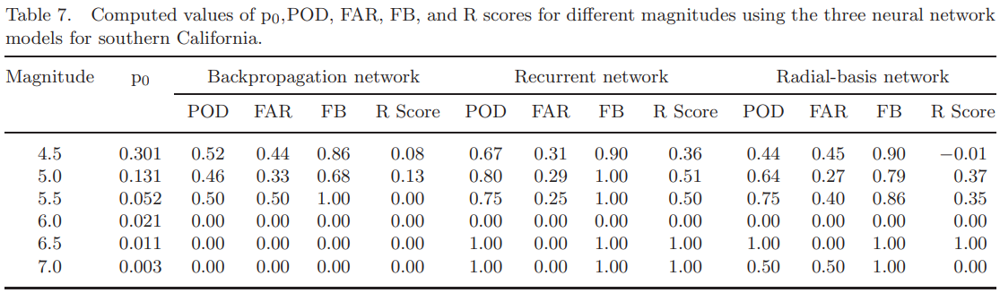 Table 7. Computed values of p0,POD, FAR, FB, and R scores for different magnitudes using the three neural network
models for southern California.
Magnitude p0 Backpropagation network Recurrent network Radial-basis network
POD FAR FB R Score POD FAR FB R Score POD FAR FB R Score
4.5 0.301 0.52 0.44 0.86 0.08 0.67 0.31 0.90 0.36 0.44 0.45 0.90 −0.01
5.0 0.131 0.46 0.33 0.68 0.13 0.80 0.29 1.00 0.51 0.64 0.27 0.79 0.37
5.5 0.052 0.50 0.50 1.00 0.00 0.75 0.25 1.00 0.50 0.75 0.40 0.86 0.35
6.0 0.021 0.00 0.00 0.00 0.00 0.00 0.00 0.00 0.00 0.00 0.00 0.00 0.00
6.5 0.011 0.00 0.00 0.00 0.00 1.00 0.00 1.00 1.00 1.00 0.00 1.00 1.00
7.0 0.003 0.00 0.00 0.00 0.00 1.00 0.00 1.00 1.00 0.50 0.50 1.00 0.00